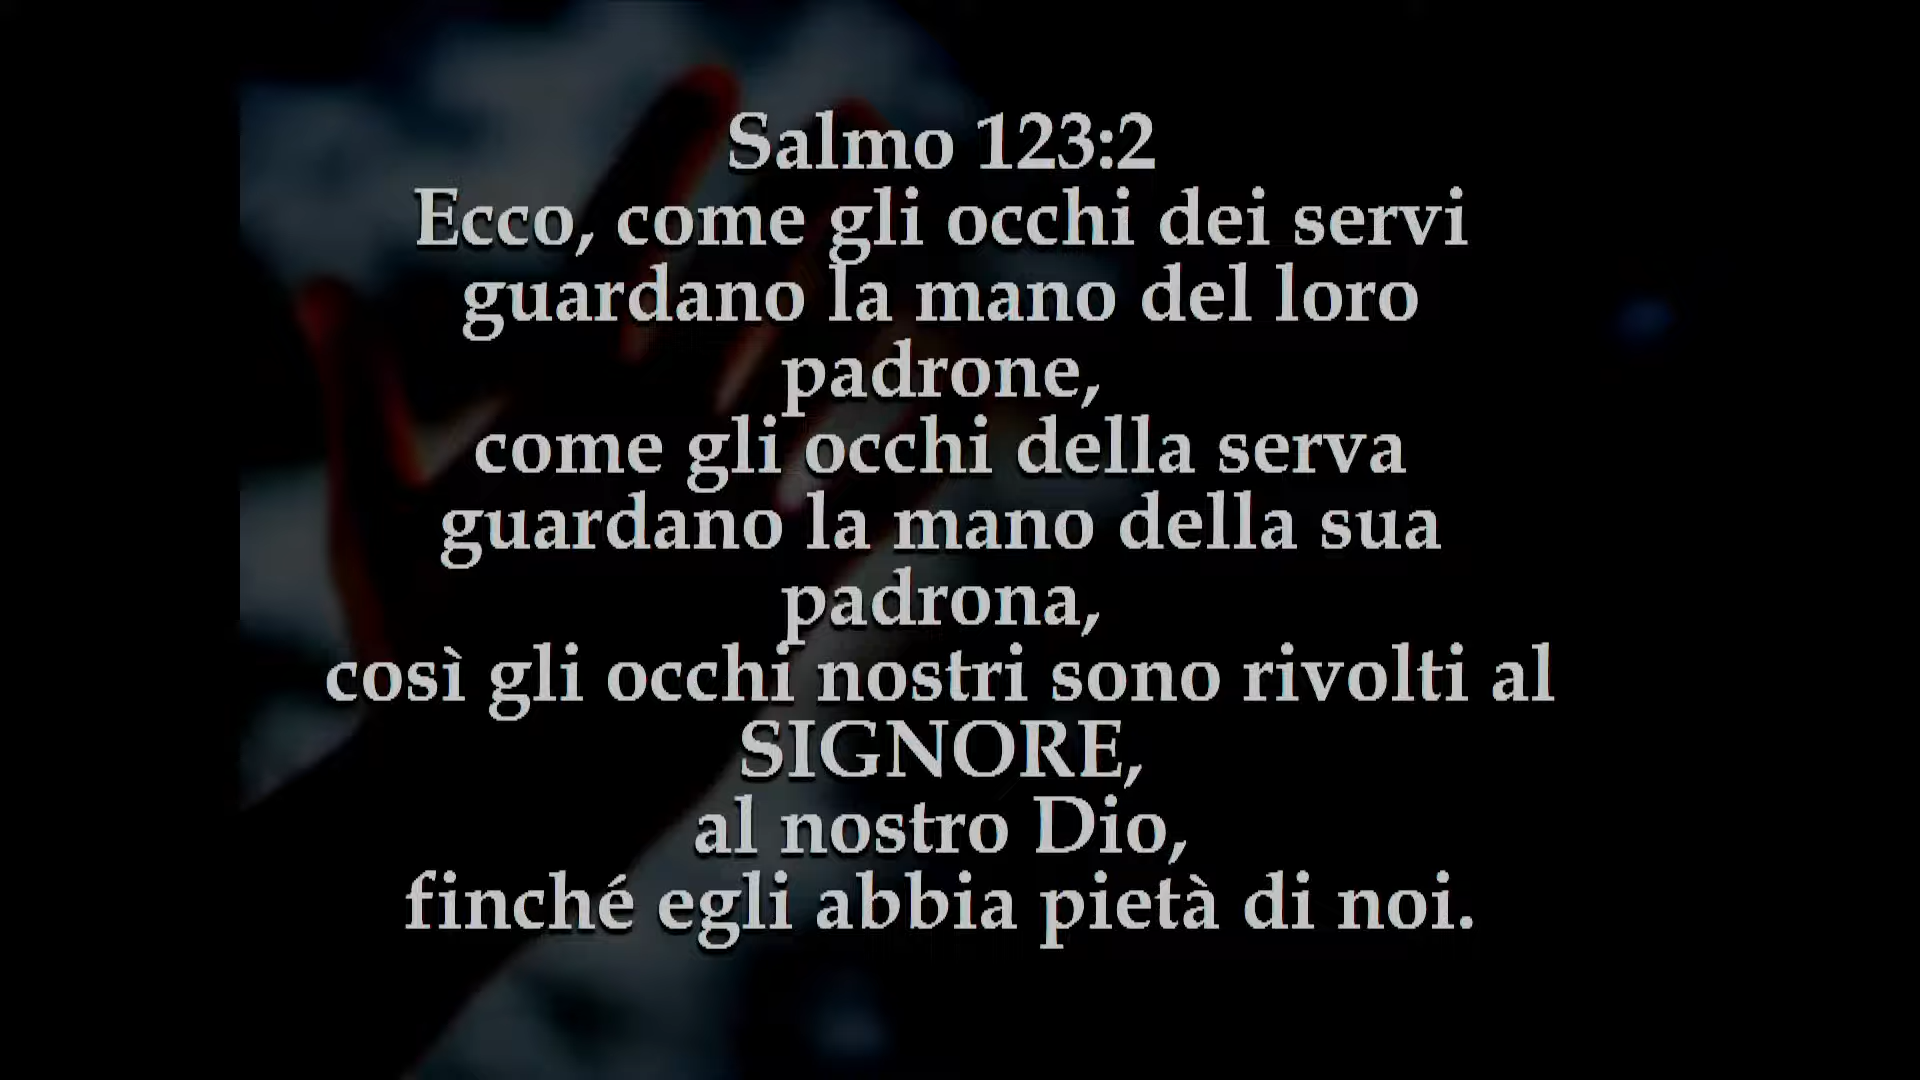 Salmo 123:2
Ecco, come gli occhi dei servi
guardano la mano del loro
padrone,
come gli occhi della serva
guardano la mano della sua
padrona,
così gli occhi nostri sono rivolti al
SIGNORE,
al nostro Dio,
finché egli abbia pietà di noi.